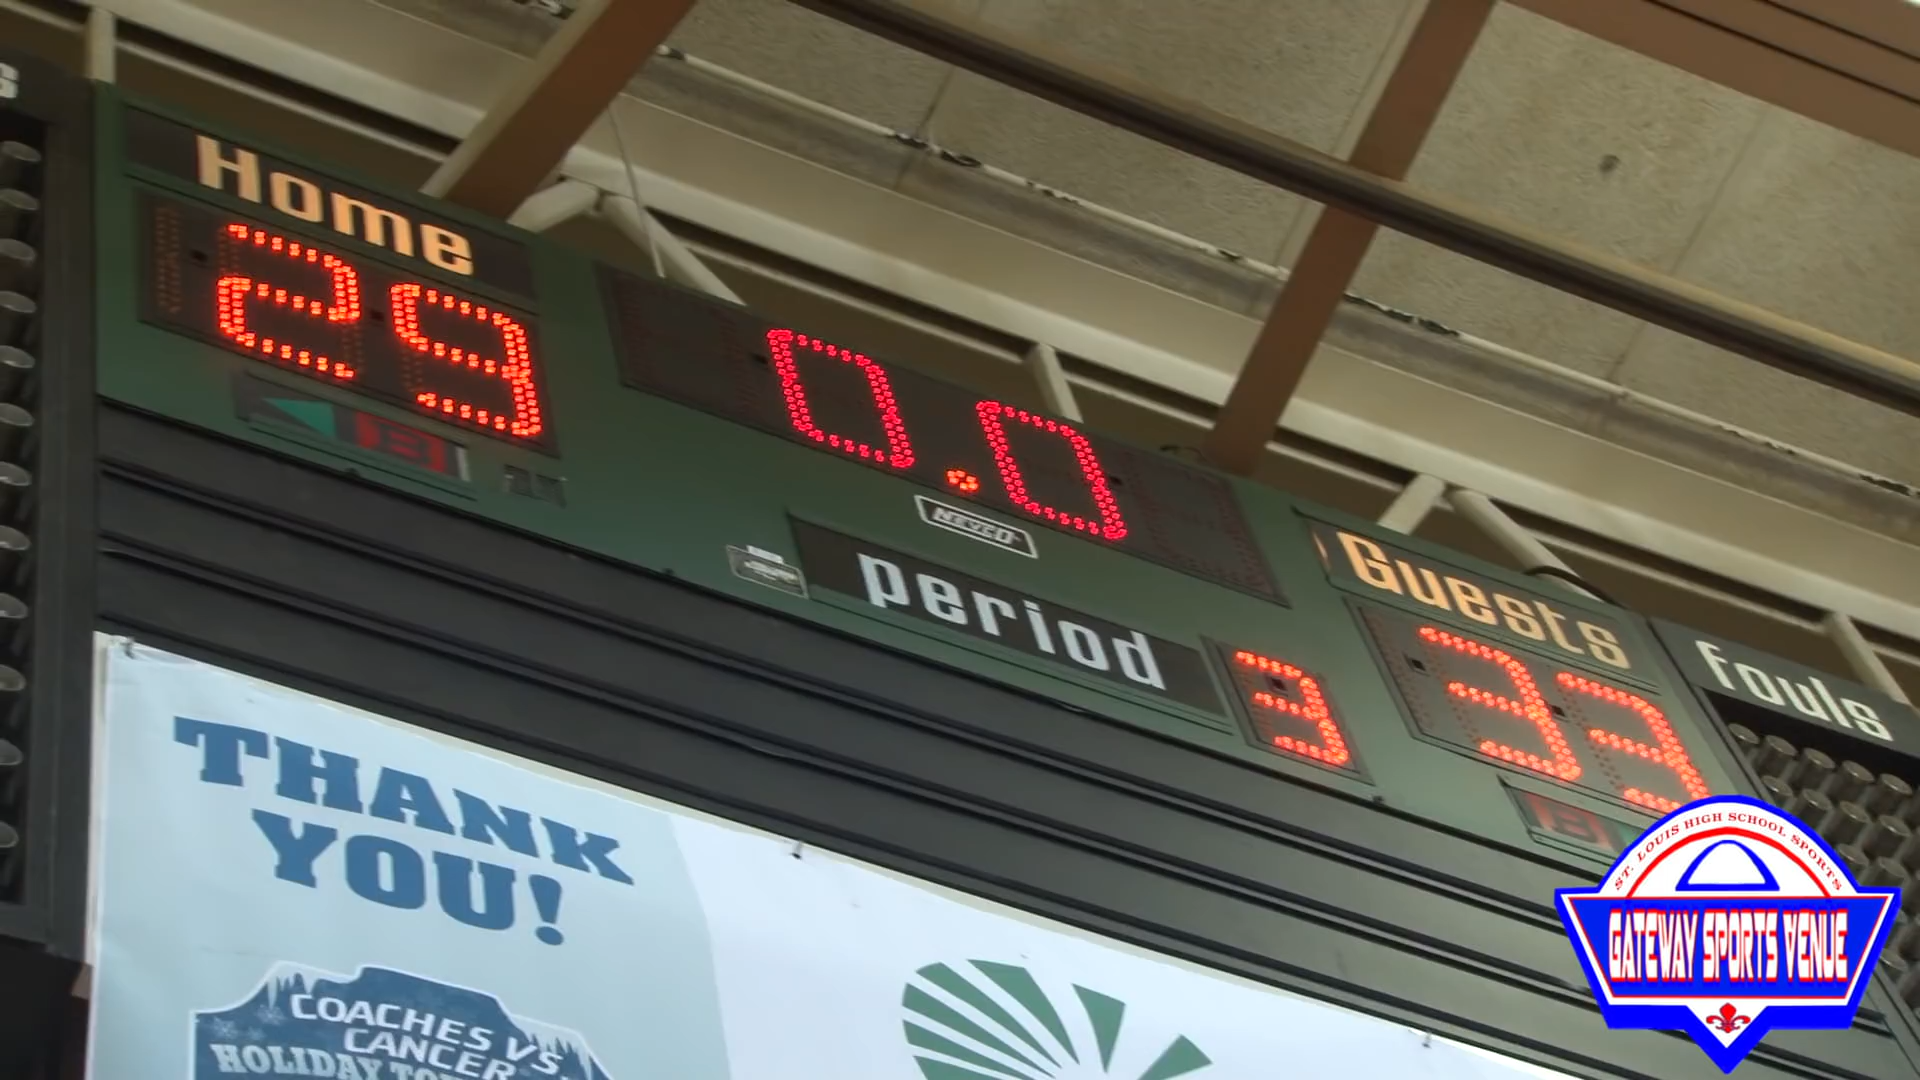 Home
29
0.0
NEVCO
period
3
Guests
33
fouls
B
B
THANK
YOU!
COACHES VS.
CANCER
HOLIDAY
ST. LOUIS HIGH SCHOOL SPORTS
GATEWAY SPORTS VENUE